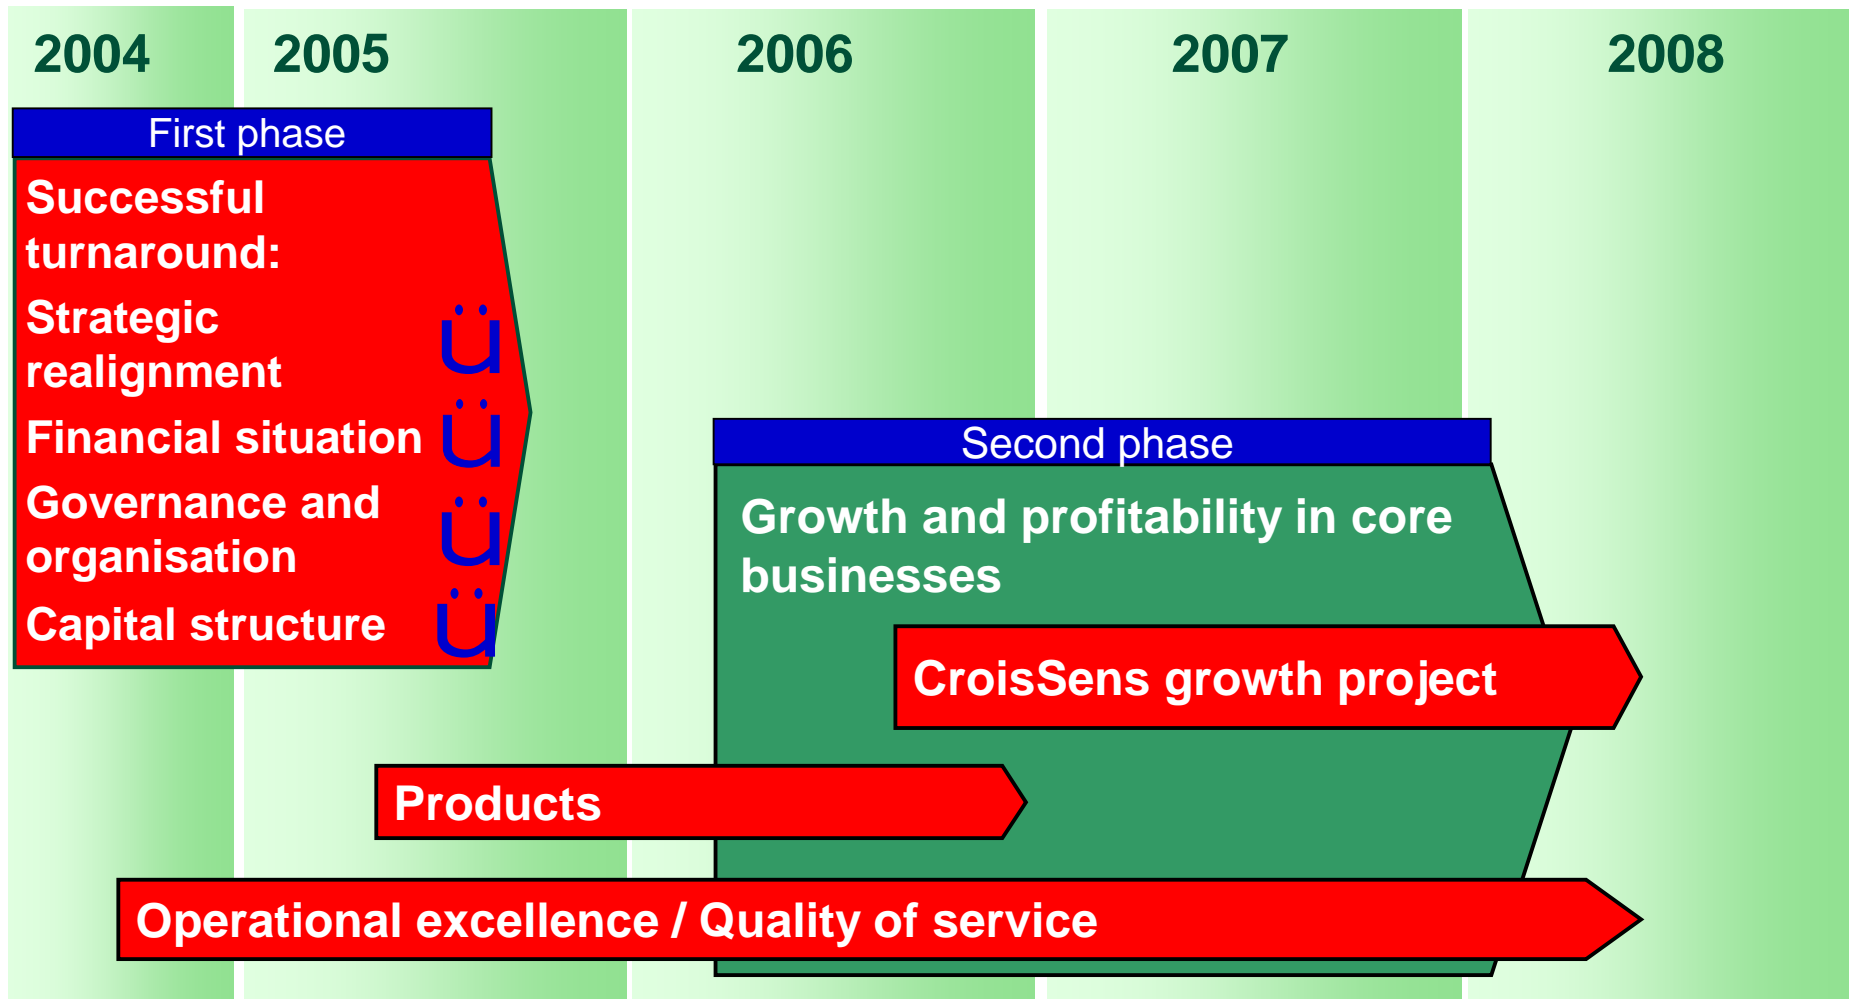 2004 2005 2006 2007 2008
First phase
Successful
turnaround:
Strategic
realignment ü
Financial situation ü
Governance and
organisation ü
Capital structure ü
Second phase
Growth and profitability in core
businesses
CroisSens growth project
Products
Operational excellence / Quality of service